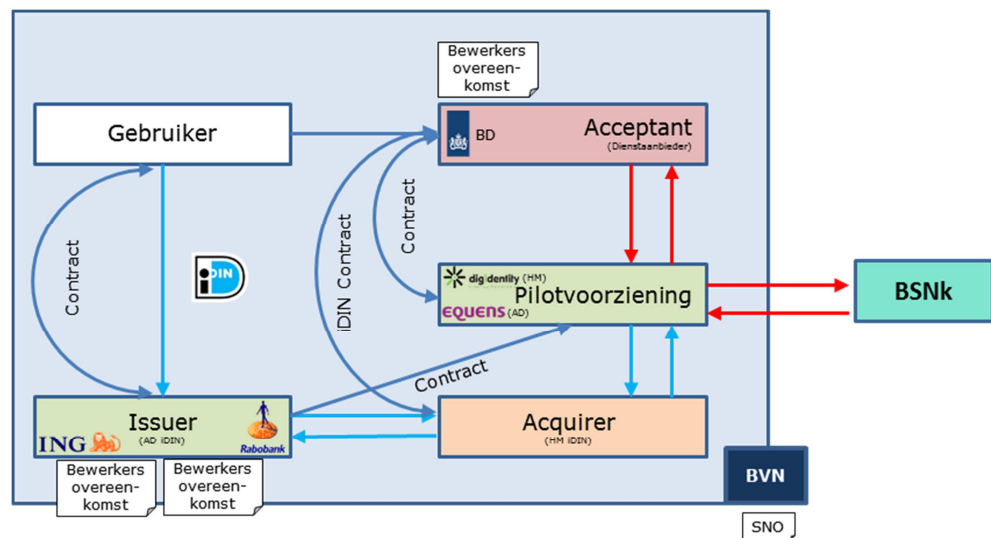 Bewerkers
overeen-
komst
Gebruiker
BD
Acceptant
(Dienstaanbieder)
Contract
iDIN Contract
Contract
iDIN
digidentity (HM)
EQUENS (AD)
Pilotvoorziening
BSNk
Contract
Issuer
(AD iDIN)
ING
Rabobank
Acquirer
(HM iDIN)
Bewerkers
overeen-
komst
Bewerkers
overeen-
komst
BVN
SNO